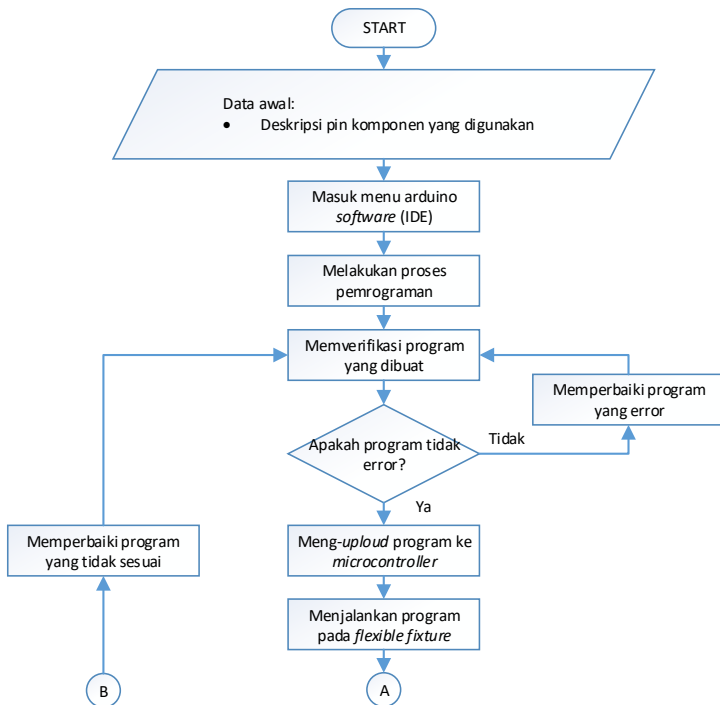 START
Data awal:
• Deskripsi pin komponen yang digunakan
Masuk menu arduino
software (IDE)
Melakukan proses
pemrograman
Memverifikasi program
yang dibuat
Memperbaiki program
yang error
Apakah program tidak
error?
Tidak
Ya
Memperbaiki program
yang tidak sesuai
Meng-uploud program ke
microcontroller
Menjalankan program
pada flexible fixture
B
A